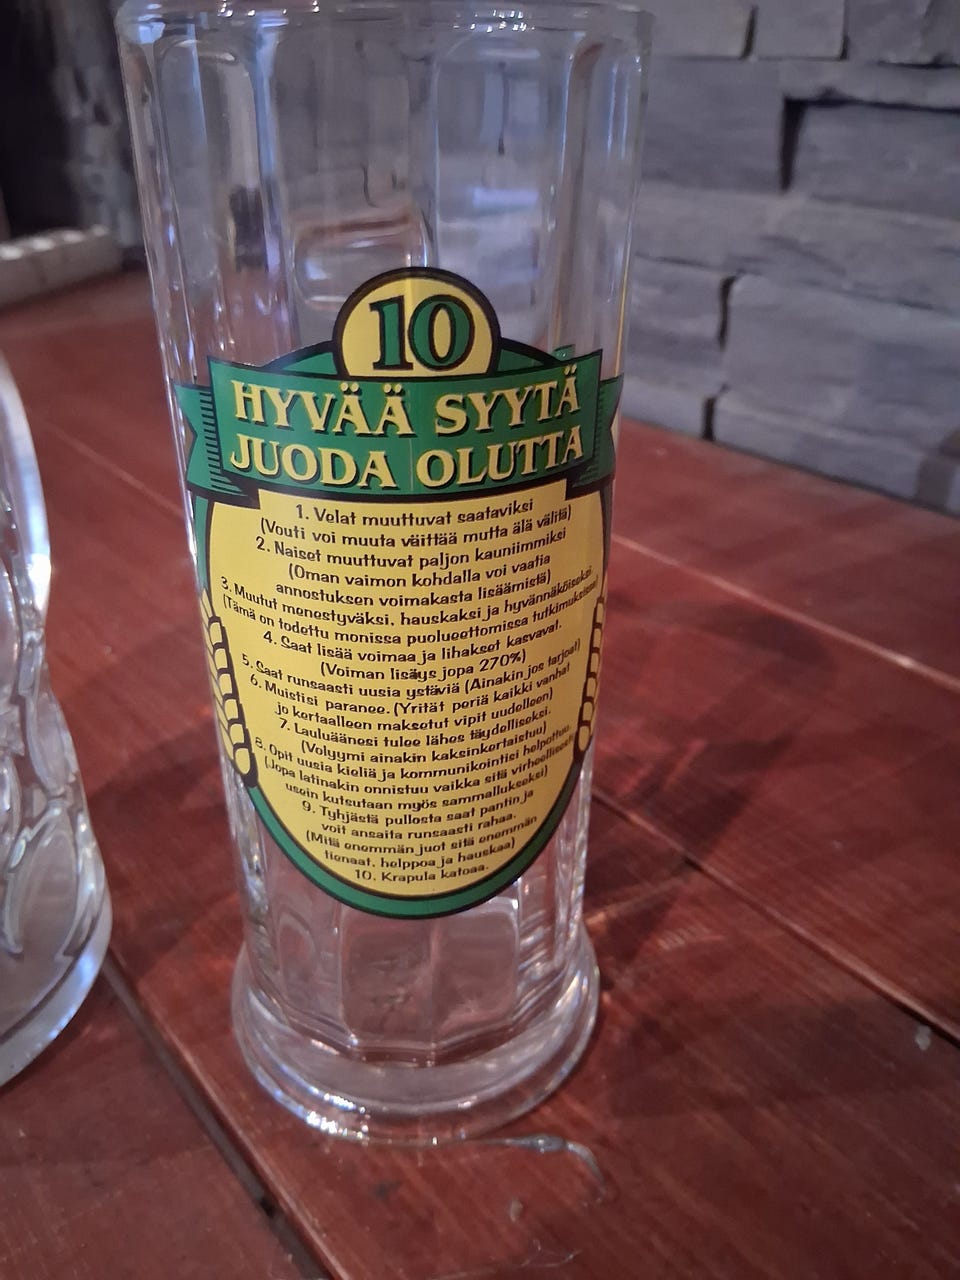 10
HYVÄÄ SYYTÄ
JUODA OLUTTA
1. Velat muuttuvat saataviksi
(Vouti voi muuta väittää mutta älä välitä)
2. Naiset muuttuvat paljon kauniimmiksi
(Oman vaimon kohdalla voi vaatia
annostuksen voimakasta lisäämistä)
3. Muutut menestyväksi, hauskaksi ja hyvännäköiseksi.
(Tämä on todettu monissa puolueettomissa tutkimuksissa)
4. Saat lisää voimaa ja lihakset kasvavat.
(Voiman lisäys jopa 270%)
5. Saat runsaasti uusia ystäviä (Ainakin jos tarjoat)
6. Muistisi paranee. (Yrität periä kaikki vanhat
jo kertaalleen maksetut vipit uudelleen)
7. Lauluäänesi tulee lähes täydelliseksi.
(Volyymi ainakin kaksinkertaistuu)
8. Opit uusia kieliä ja kommunikointisi helpottuu.
(Jopa latinakin onnistuu vaikka sitä virheellisesti
usein kutsutaan myös sammallukseksi)
9. Tyhjästä pullosta saat pantin ja
voit ansaita runsaasti rahaa.
(Mitä enemmän juot sitä enemmän
tienaat, helppoa ja hauskaa)
10. Krapula katoaa.